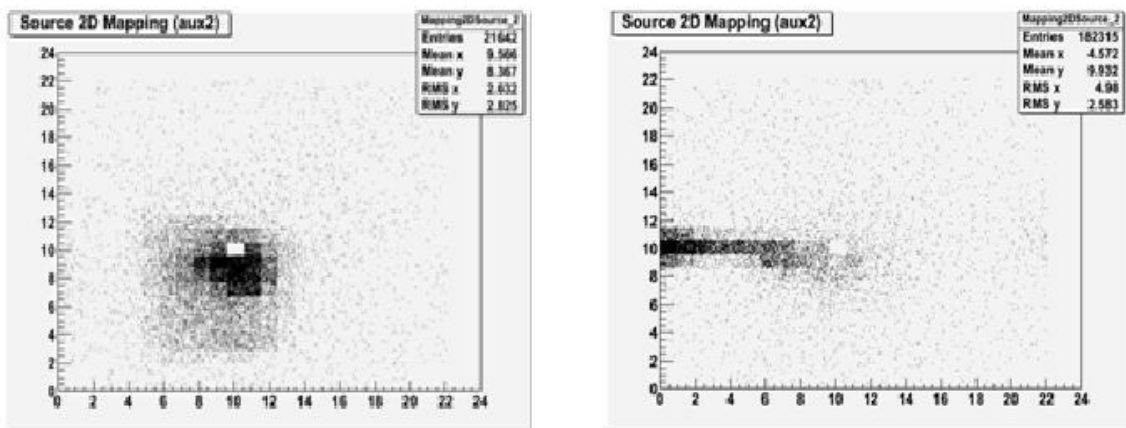 Source 2D Mapping (aux2)
Mapping2DSource_2
Entries 21642
Mean x 9.566
Mean y 8.367
RMS x 2.632
RMS y 2.825
24
22
20
18
16
14
12
10
8
6
4
2
0
0 2 4 6 8 10 12 14 16 18 20 22 24
Source 2D Mapping (aux2)
Mapping2DSource_2
Entries 182315
Mean x -4.572
Mean y 9.932
RMS x 4.98
RMS y 2.583
24
22
20
18
16
14
12
10
8
6
4
2
0
0 2 4 6 8 10 12 14 16 18 20 22 24